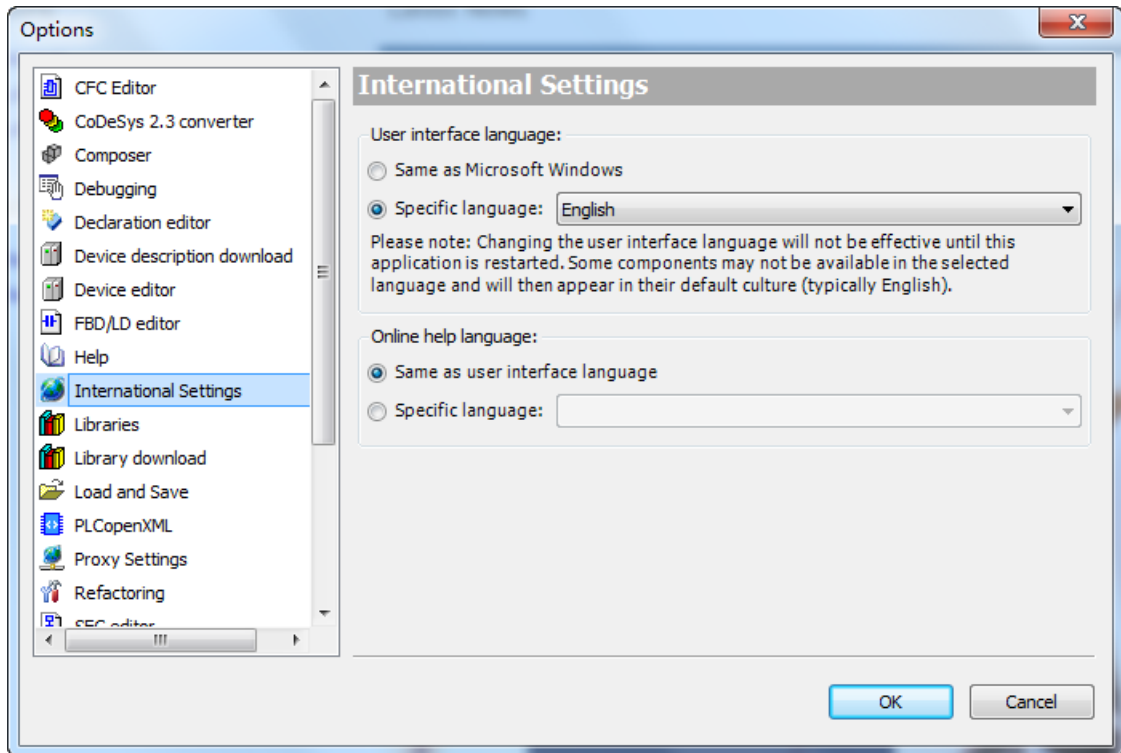 Options
CFC Editor
CoDeSys 2.3 converter
Composer
Debugging
Declaration editor
Device description download
Device editor
FBD/LD editor
Help
International Settings
Libraries
Library download
Load and Save
PLCopenXML
Proxy Settings
Refactoring
SFC editor
International Settings
User interface language:
Same as Microsoft Windows
Specific language: English
Please note: Changing the user interface language will not be effective until this
application is restarted. Some components may not be available in the selected
language and will then appear in their default culture (typically English).
Online help language:
Same as user interface language
Specific language:
OK
Cancel